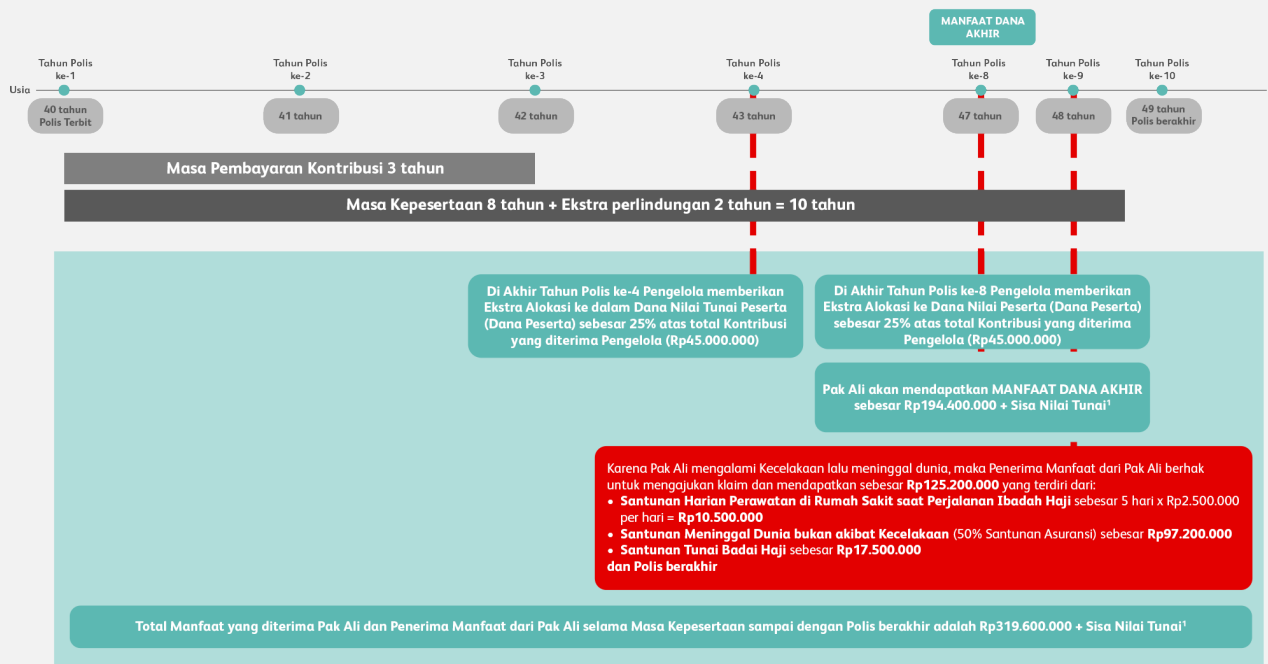 MANFAAT DANA
AKHIR
Tahun Polis
ke-1
Tahun Polis
ke-2
Tahun Polis
ke-3
Tahun Polis
ke-4
Tahun Polis
ke-8
Tahun Polis
ke-9
Tahun Polis
ke-10
Usia
40 tahun
Polis Terbit
41 tahun
42 tahun
43 tahun
47 tahun
48 tahun
49 tahun
Polis berakhir
Masa Pembayaran Kontribusi 3 tahun
Masa Kepesertaan 8 tahun + Ekstra perlindungan 2 tahun = 10 tahun
Di Akhir Tahun Polis ke-4 Pengelola memberikan
Ekstra Alokasi ke dalam Dana Nilai Tunai Peserta
(Dana Peserta) sebesar 25% atas total Kontribusi
yang diterima Pengelola (Rp45.000.000)
Di Akhir Tahun Polis ke-8 Pengelola memberikan
Ekstra Alokasi ke Dana Nilai Peserta (Dana Peserta)
sebesar 25% atas total Kontribusi yang diterima
Pengelola (Rp45.000.000)
Pak Ali akan mendapatkan MANFAAT DANA AKHIR
sebesar Rp194.400.000 + Sisa Nilai Tunai¹
Karena Pak Ali mengalami Kecelakaan lalu meninggal dunia, maka Penerima Manfaat dari Pak Ali berhak
untuk mengajukan klaim dan mendapatkan sebesar Rp125.200.000 yang terdiri dari:
• Santunan Harian Perawatan di Rumah Sakit saat Perjalanan Ibadah Haji sebesar 5 hari x Rp2.500.000
per hari = Rp10.500.000
• Santunan Meninggal Dunia bukan akibat Kecelakaan (50% Santunan Asuransi) sebesar Rp97.200.000
• Santunan Tunai Badai Haji sebesar Rp17.500.000
dan Polis berakhir
Total Manfaat yang diterima Pak Ali dan Penerima Manfaat dari Pak Ali selama Masa Kepesertaan sampai dengan Polis berakhir adalah Rp319.600.000 + Sisa Nilai Tunai¹